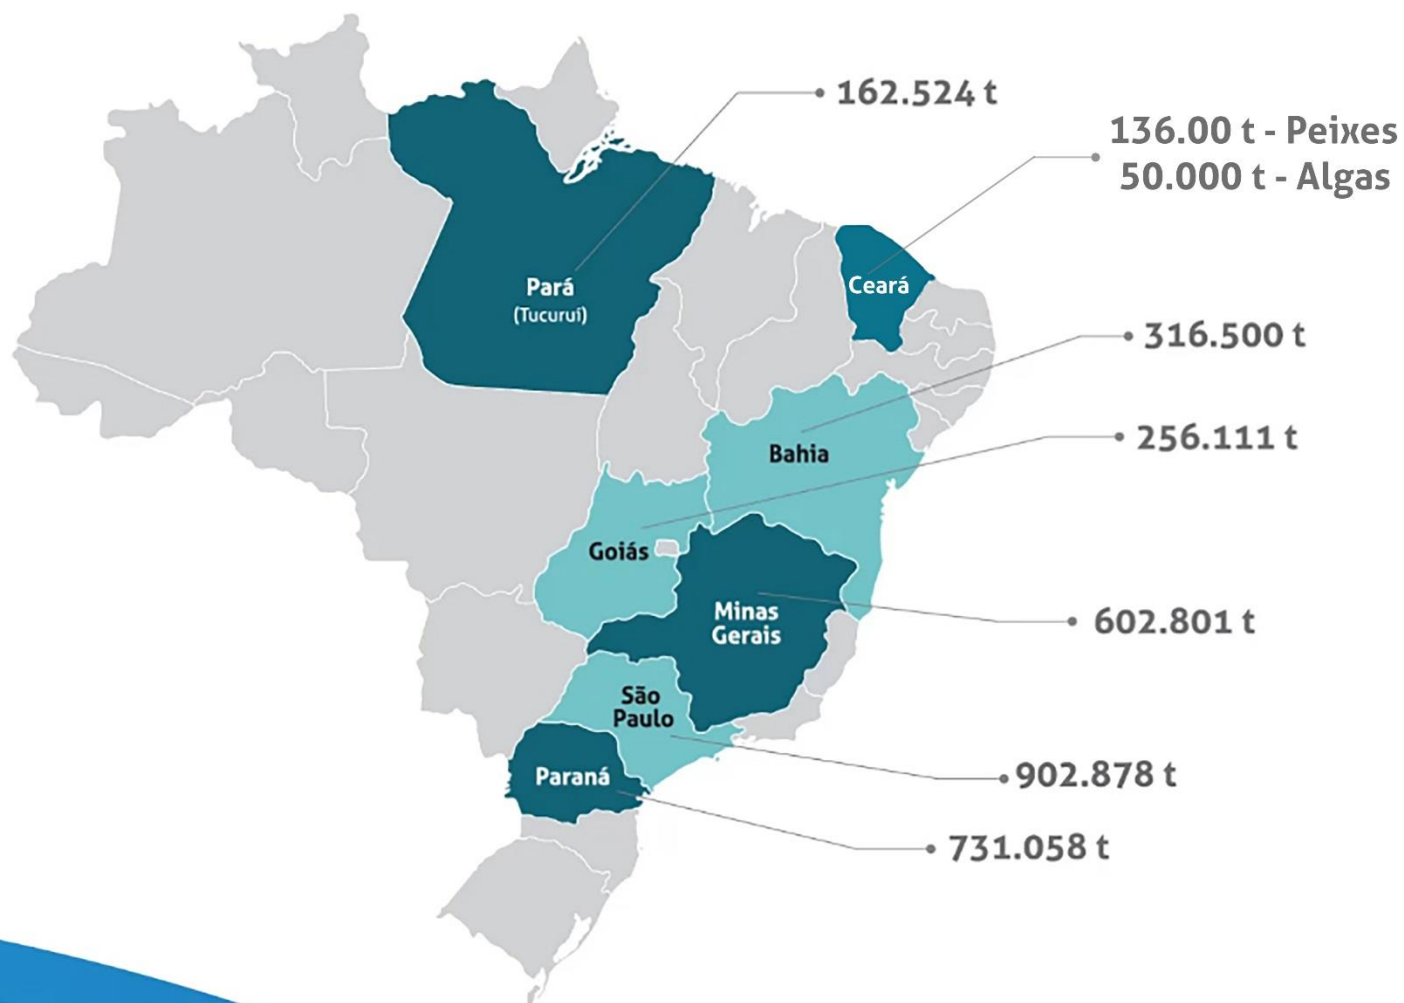 162.524 t
136.00 t - Peixes
50.000 t - Algas
Pará
(Tucuruí)
Ceará
316.500 t
256.111 t
Bahia
Goiás
Minas
Gerais
602.801 t
São
Paulo
902.878 t
Paraná
731.058 t